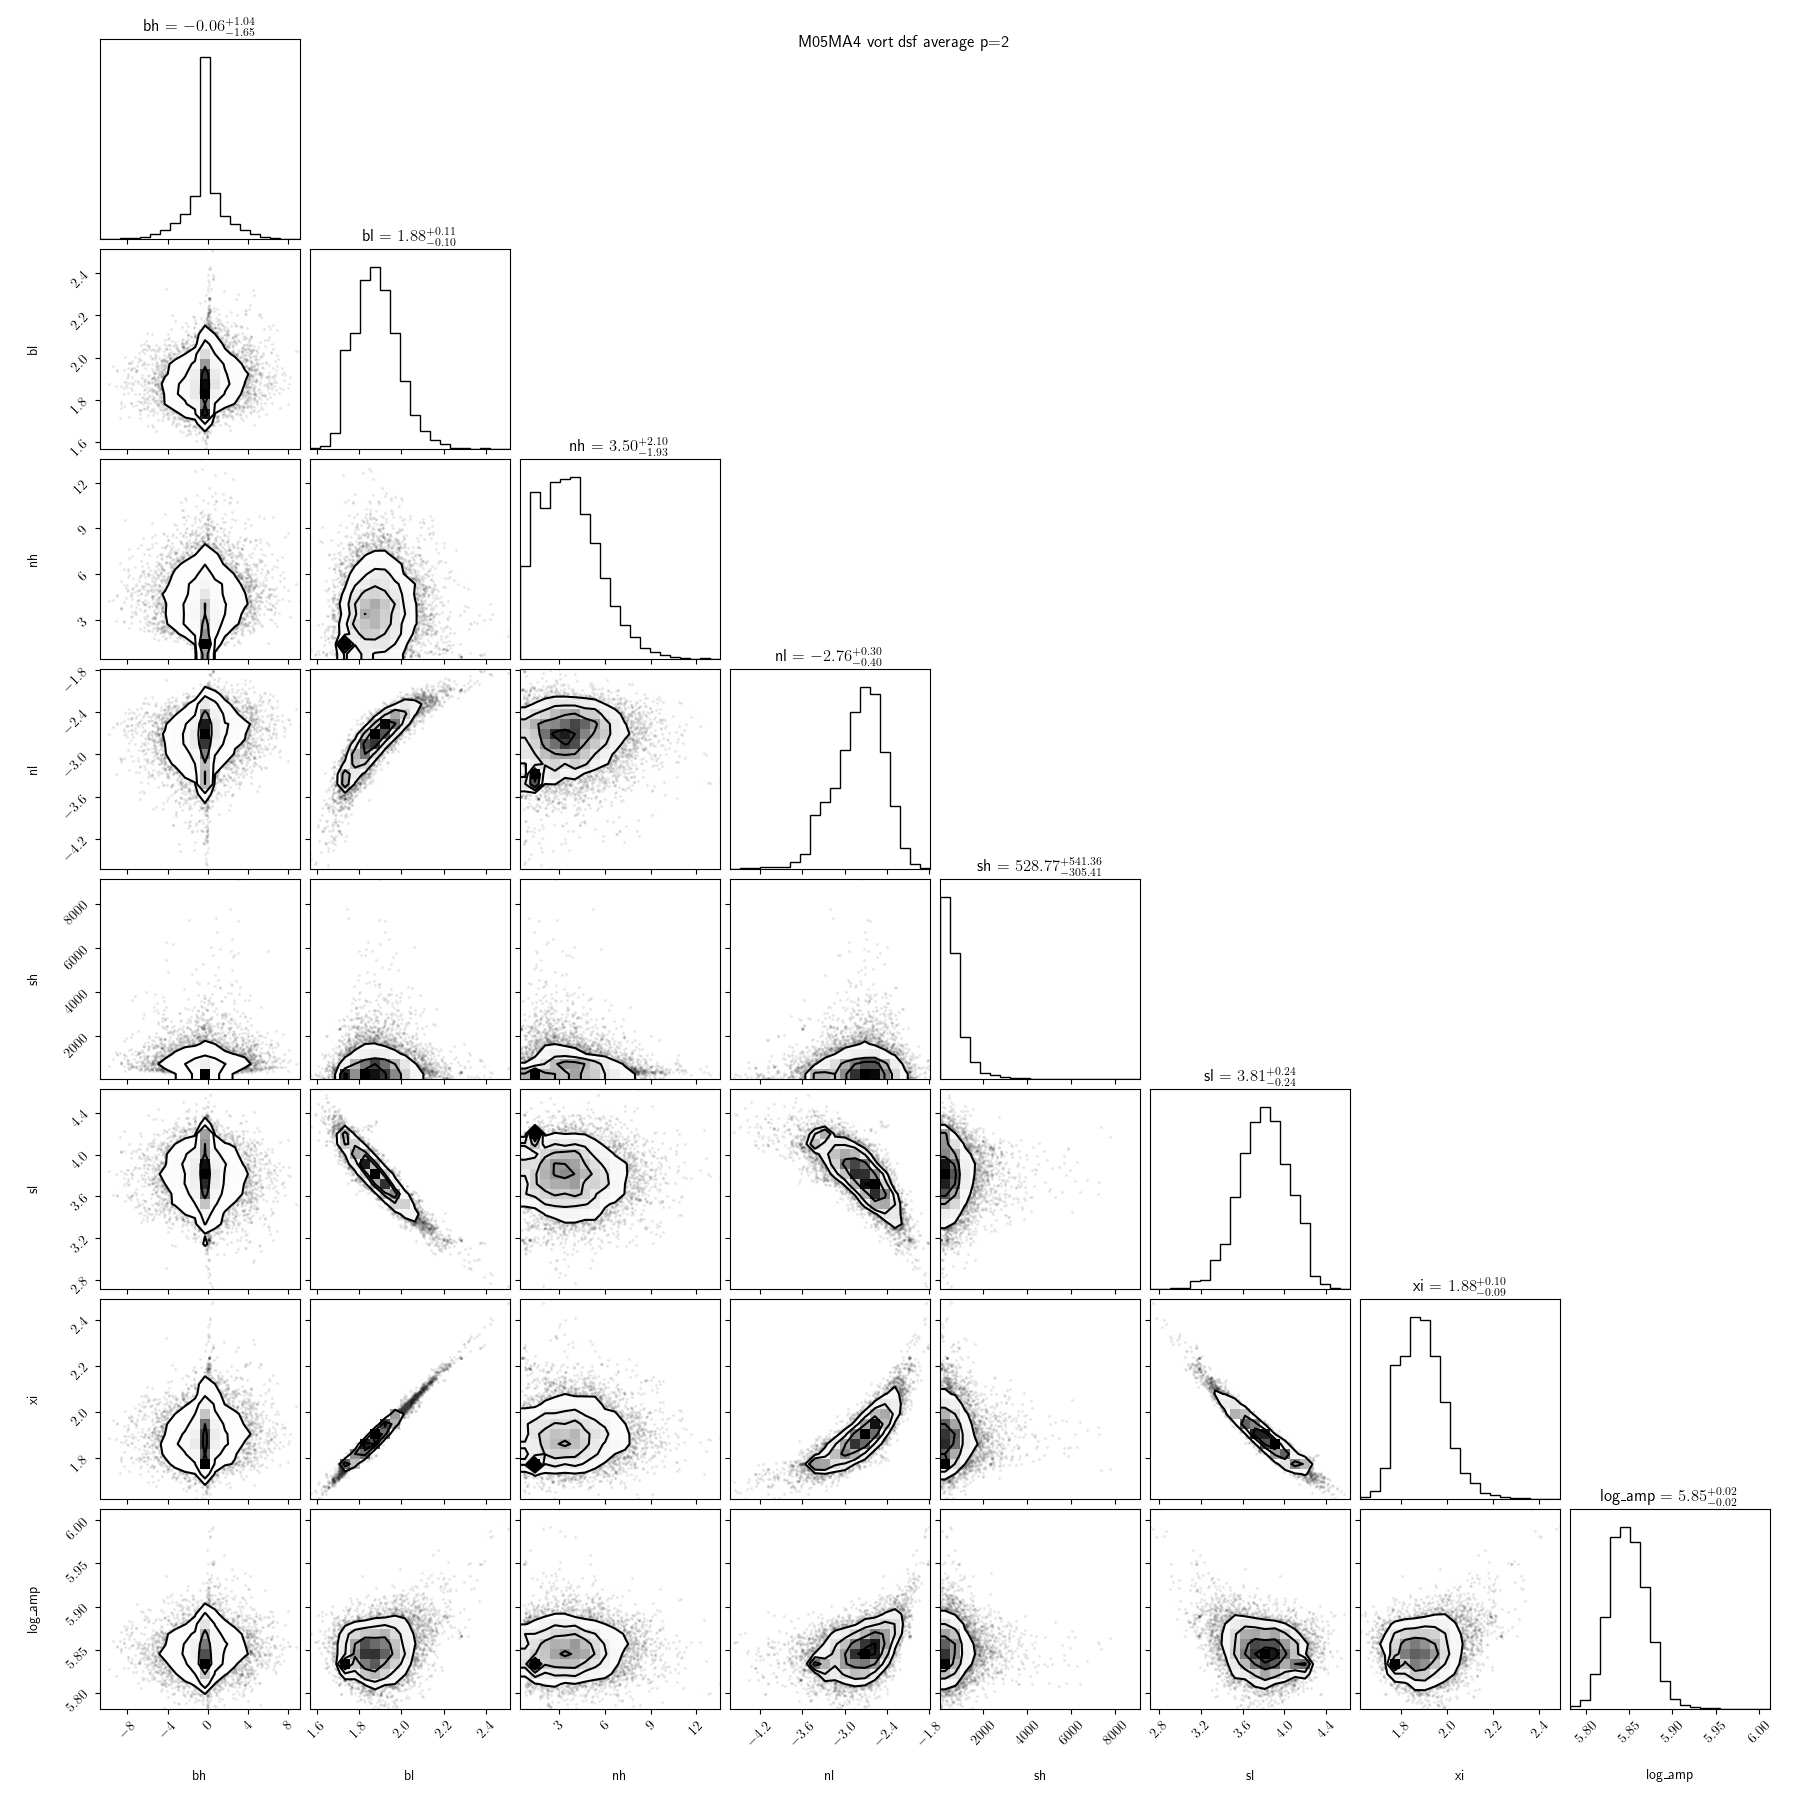 bh = −0.06+1.04−1.65
M05MA4 vort dsf average p=2
bl = 1.88+0.11−0.10
bl
2.4
2.2
2.0
1.8
1.6
nh = 3.50+2.10−1.93
nh
12
9
6
3
nl = −2.76+0.30−0.40
nl
−1.8
−2.4
−3.0
−3.6
−4.2
sh = 528.77+541.36−305.41
sh
8000
6000
4000
2000
sl = 3.81+0.24−0.24
sl
4.4
4.0
3.6
3.2
2.8
xi = 1.88+0.10−0.09
xi
2.4
2.2
2.0
1.8
log_amp = 5.85+0.02−0.02
log_amp
6.00
5.95
5.90
5.85
5.80
−8 −4 0 4 8 1.6 1.8 2.0 2.2 2.4 3 6 9 12 −4.2 −3.6 −3.0 −2.4 −1.8 2000 4000 6000 8000 2.8 3.2 3.6 4.0 4.4 1.8 2.0 2.2 2.4 5.80 5.85 5.90 5.95 6.00
bh bl nh nl sh sl xi log_amp